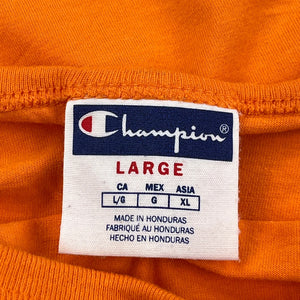 Champion®
LARGE
CA MEX ASIA
L/G G XL
MADE IN HONDURAS
FABRIQUÉ AU HONDURAS
HECHO EN HONDURAS